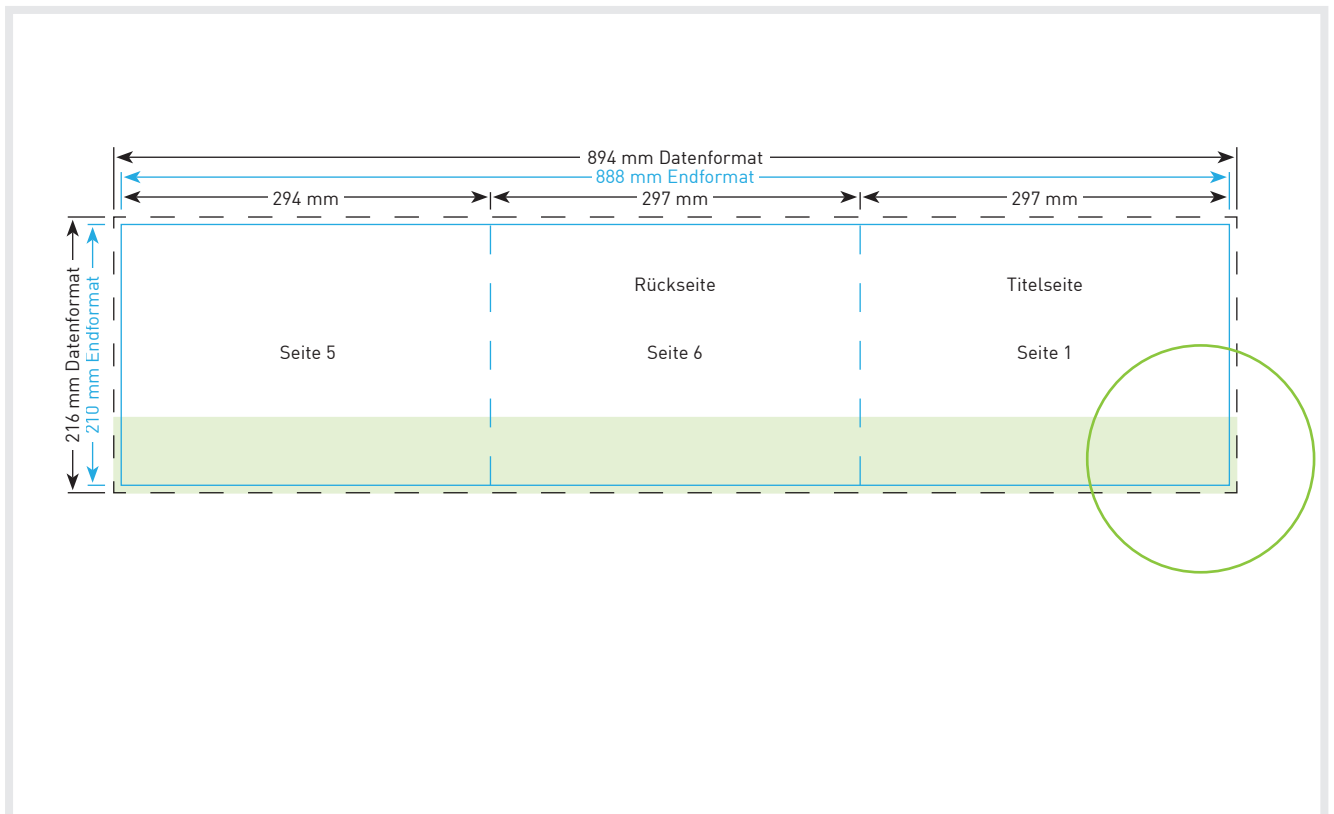 894 mm Datenformat
888 mm Endformat
294 mm
297 mm
297 mm
216 mm Datenformat
210 mm Endformat
Rückseite
Titelseite
Seite 5
Seite 6
Seite 1